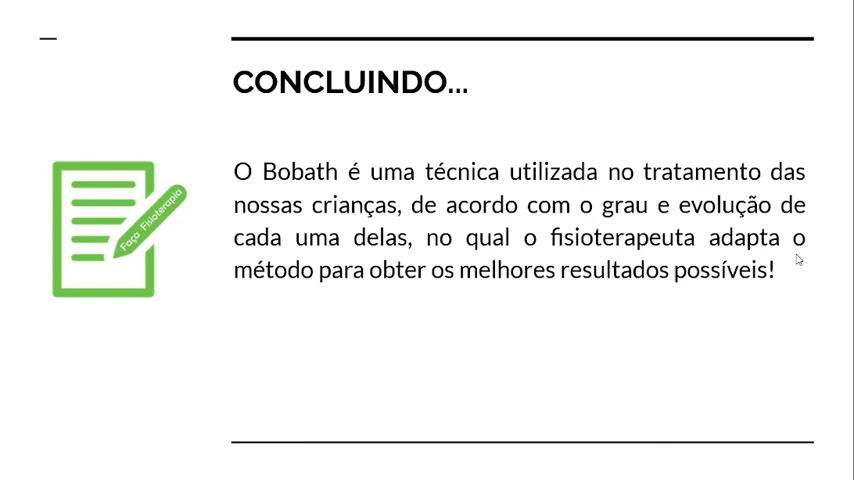 CONCLUINDO...
O Bobath é uma técnica utilizada no tratamento das
nossas crianças, de acordo com o grau e evolução de
cada uma delas, no qual o fisioterapeuta adapta o
método para obter os melhores resultados possíveis!
Faça Fisioterapia